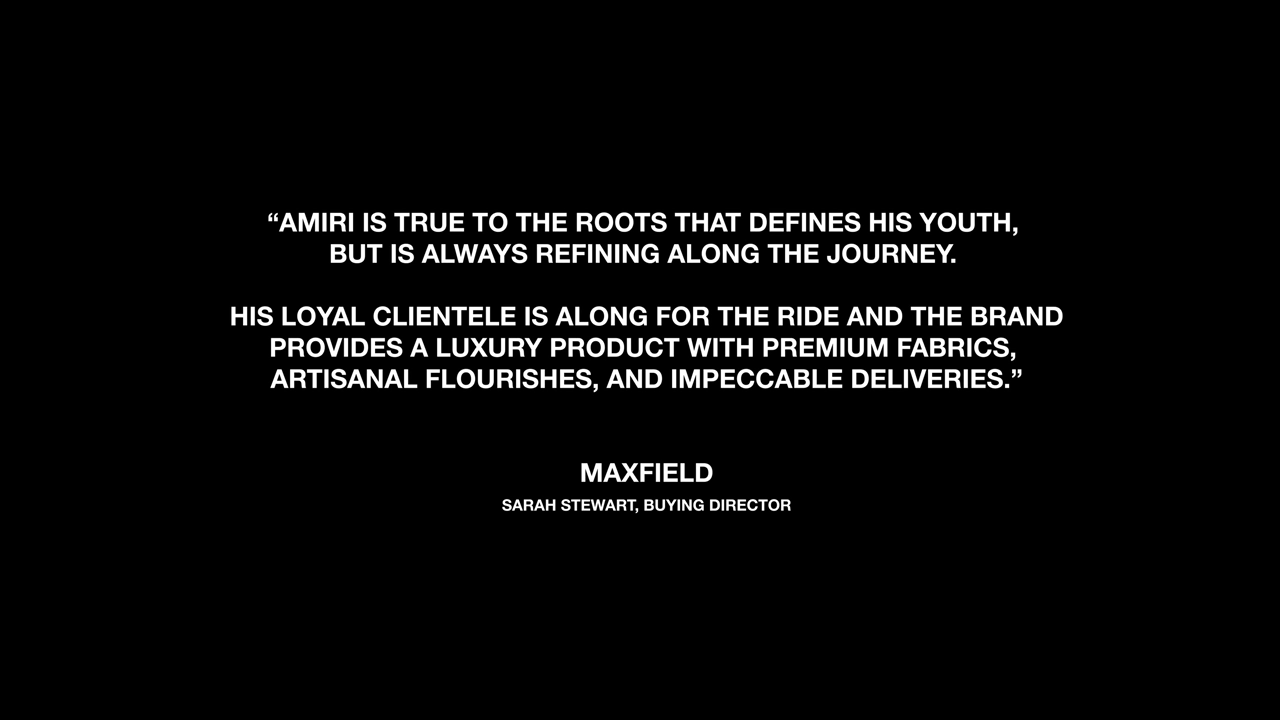 “AMIRI IS TRUE TO THE ROOTS THAT DEFINES HIS YOUTH,
BUT IS ALWAYS REFINING ALONG THE JOURNEY.
HIS LOYAL CLIENTELE IS ALONG FOR THE RIDE AND THE BRAND
PROVIDES A LUXURY PRODUCT WITH PREMIUM FABRICS,
ARTISANAL FLOURISHES, AND IMPECCABLE DELIVERIES.”
MAXFIELD
SARAH STEWART, BUYING DIRECTOR